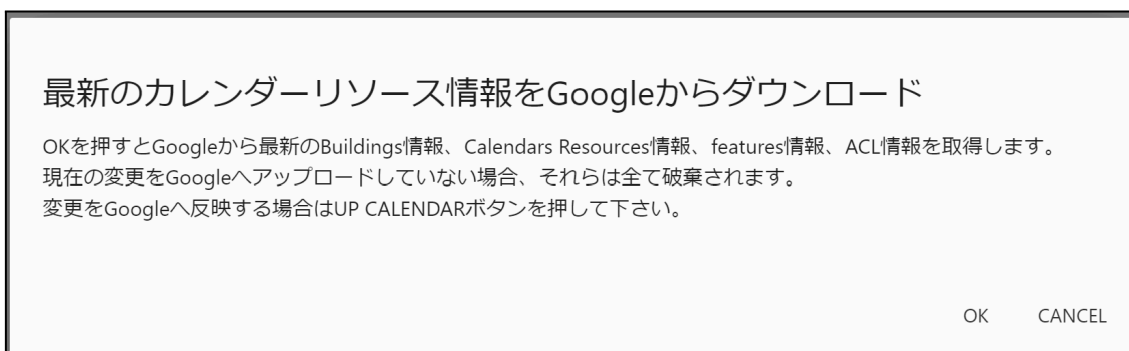 最新のカレンダーリソース情報をGoogleからダウンロード
OKを押すとGoogleから最新のBuildings情報、Calendars Resources情報、features情報、ACL情報を取得します。
現在の変更をGoogleへアップロードしていない場合、それらは全て破棄されます。
変更をGoogleへ反映する場合はUP CALENDARボタンを押して下さい。
OK CANCEL